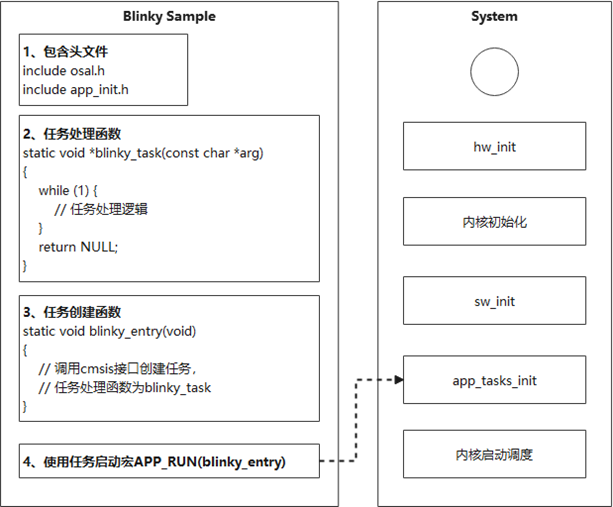 Blinky Sample
1、包含头文件
include osal.h
include app_init.h
2、任务处理函数
static void *blinky_task(const char *arg)
{
while (1) {
// 任务处理逻辑
}
return NULL;
}
3、任务创建函数
static void blinky_entry(void)
{
// 调用cmsis接口创建任务，
// 任务处理函数为blinky_task
}
4、使用任务启动宏APP_RUN(blinky_entry)
System
hw_init
内核初始化
sw_init
app_tasks_init
内核启动调度